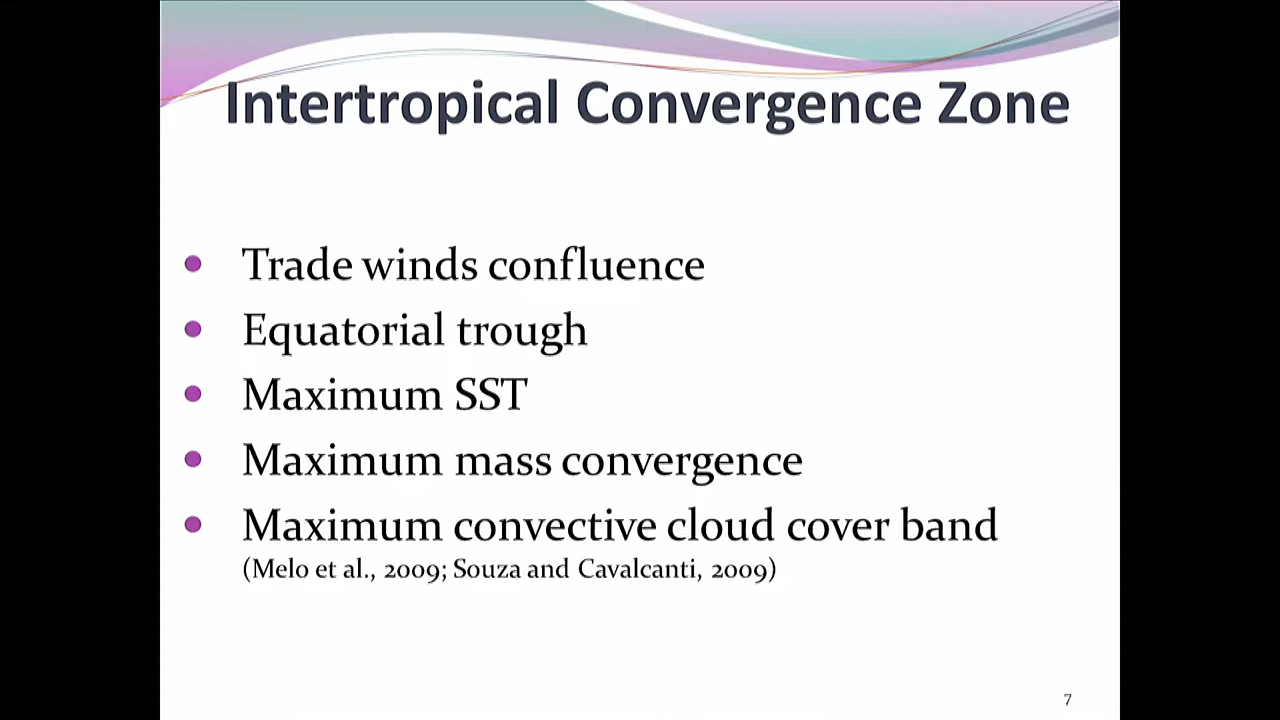 Intertropical Convergence Zone
• Trade winds confluence
• Equatorial trough
• Maximum SST
• Maximum mass convergence
• Maximum convective cloud cover band
(Melo et al., 2009; Souza and Cavalcanti, 2009)
7